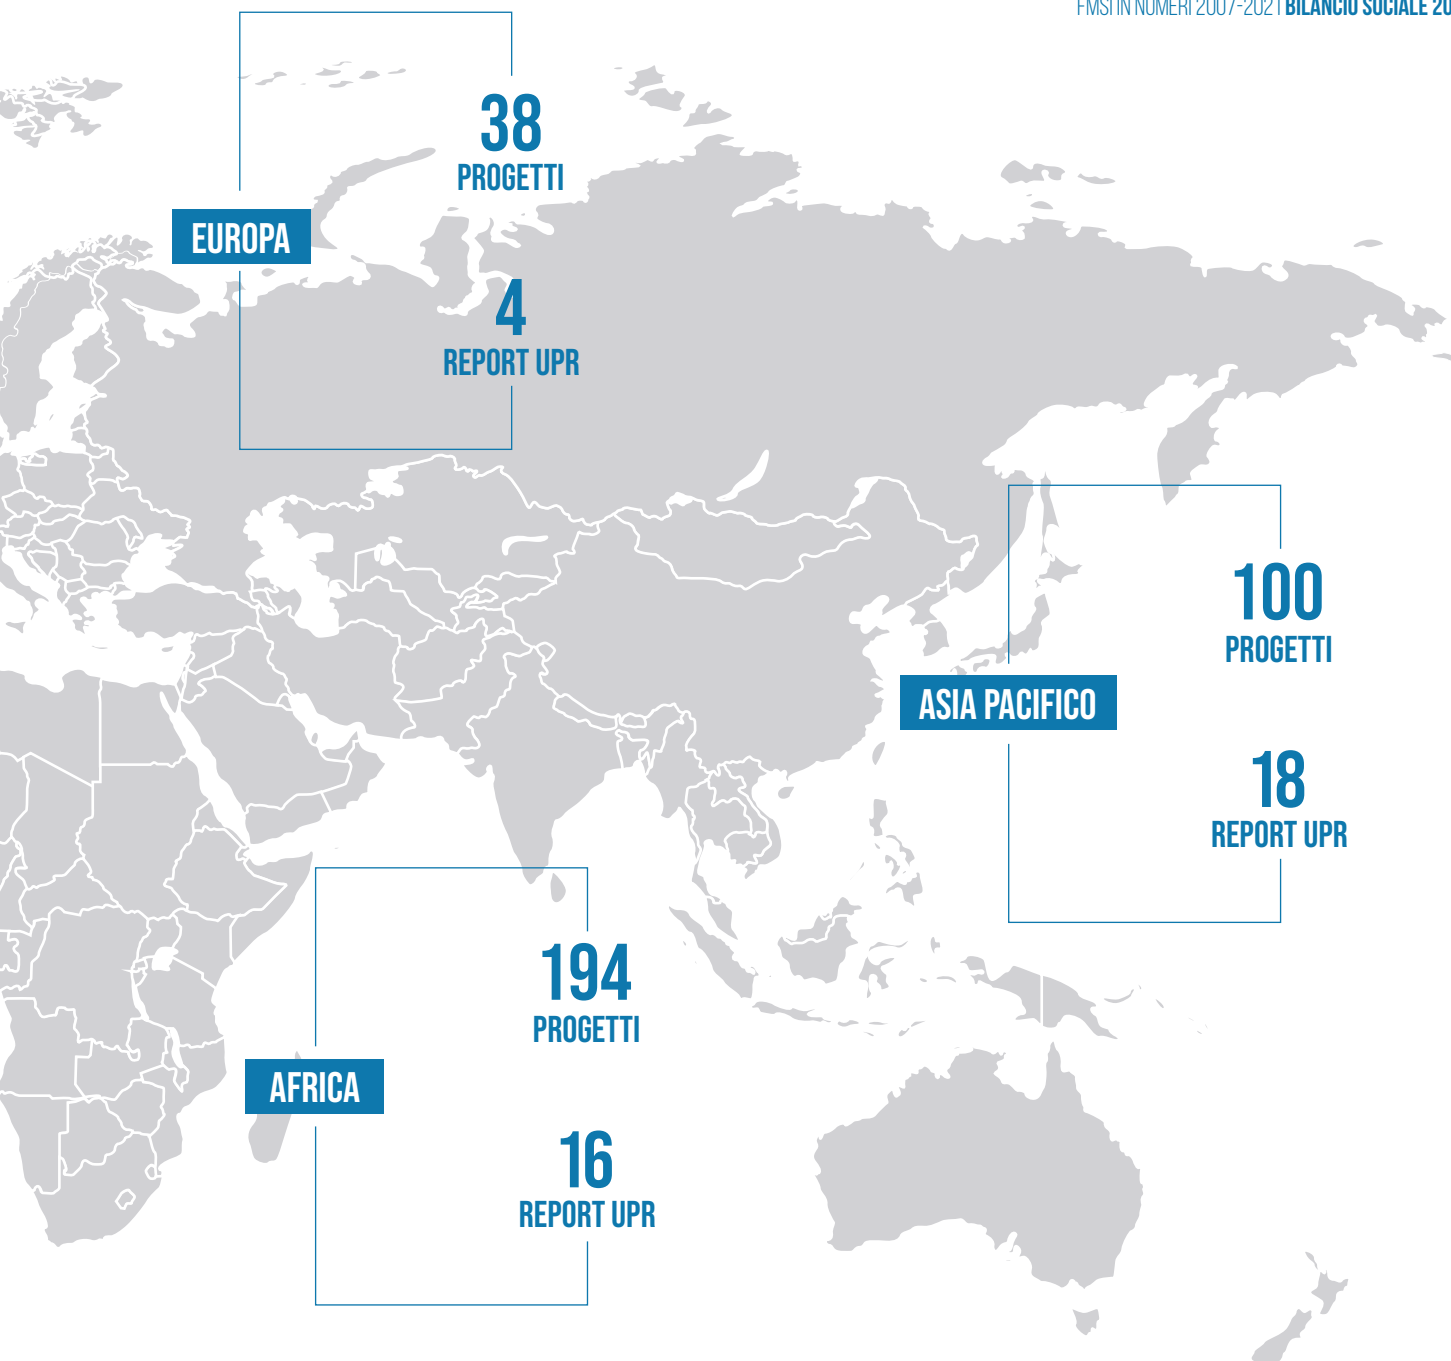 FMSI IN NUMERI 2007-2021 BILANCIO SOCIALE 20
38
PROGETTI
EUROPA
4
REPORT UPR
100
PROGETTI
ASIA PACIFICO
18
REPORT UPR
194
PROGETTI
AFRICA
16
REPORT UPR